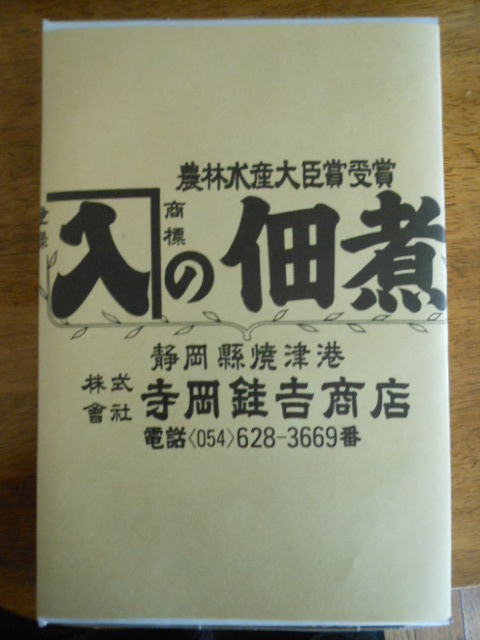 農林水産大臣賞受賞
登録
商標
入の佃煮
静岡縣焼津港
株式
會社
寺岡銈吉商店
電話〈054〉628-3669番